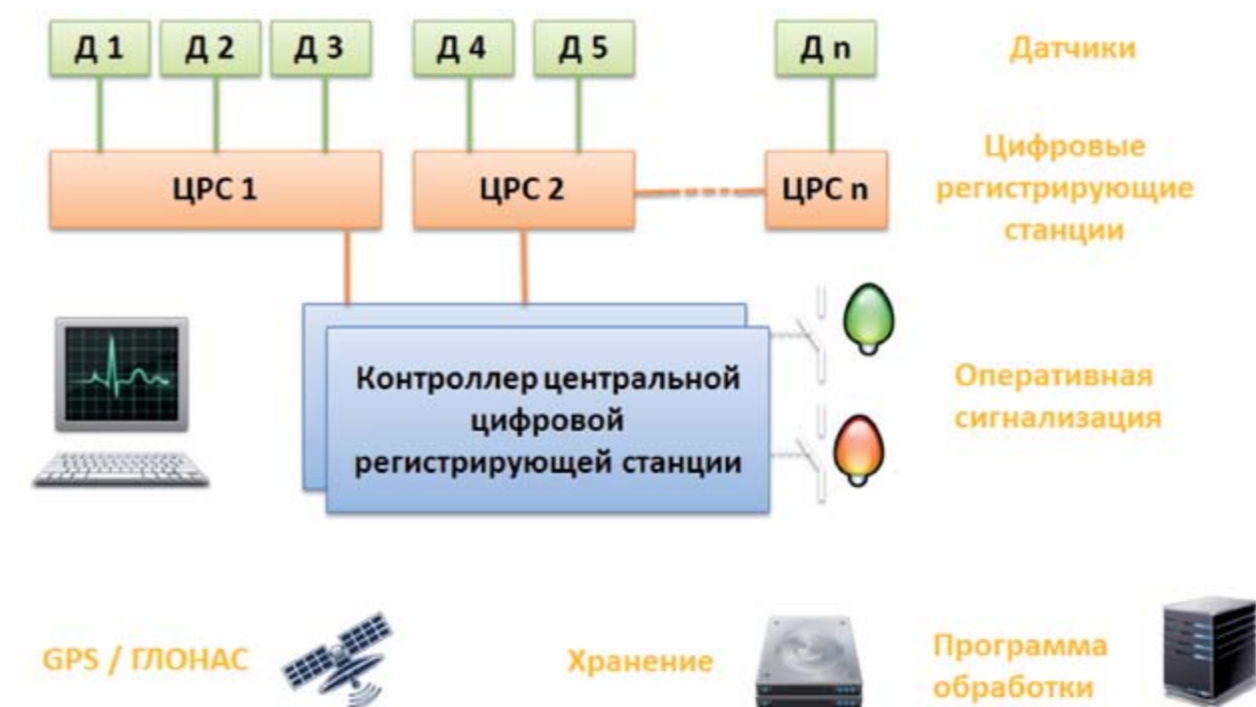 Д 1 Д 2 Д 3 Д 4 Д 5 Д n Датчики
ЦРС 1 ЦРС 2 ЦРС n
Цифровые
регистрирующие
станции
Контроллер центральной
цифровой
регистрирующей станции
Оперативная
сигнализация
GPS / ГЛОНАС
Хранение
Программа
обработки